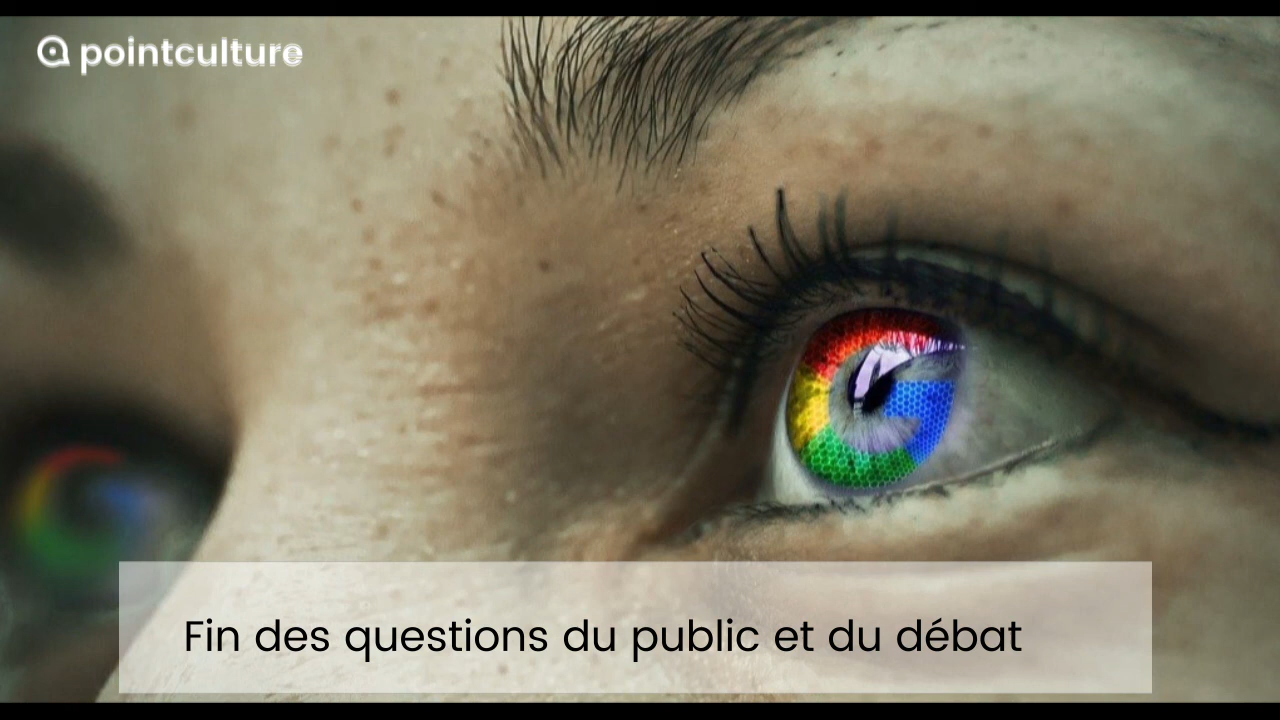 pointculture
Fin des questions du public et du débat